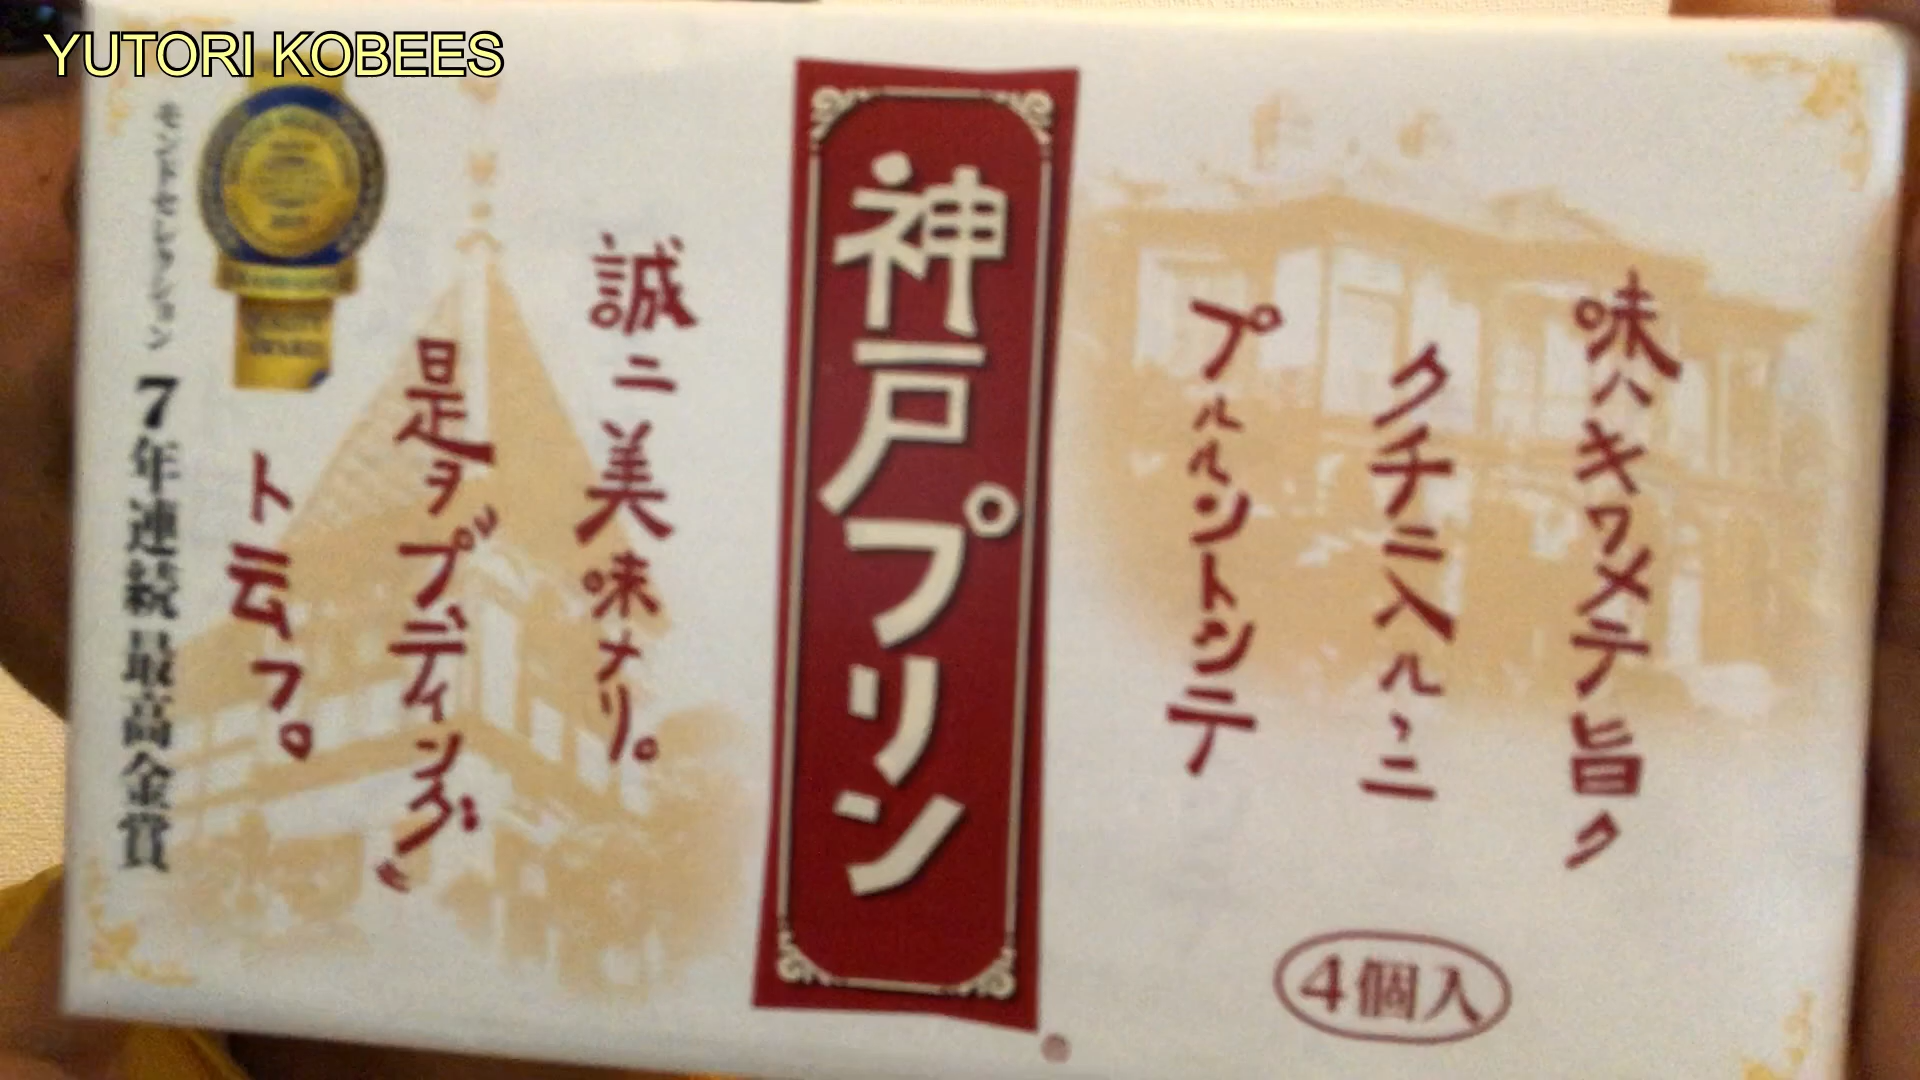 YUTORI KOBEES
味ハキワメテ旨ク
クチニ入ルヽニ
プルルントシテ
神戸プリン
誠ニ美味ナリ。
是ヲ〝プディング〟
ト云フ。
モンドセレクション
7年連続 最高金賞
4個入